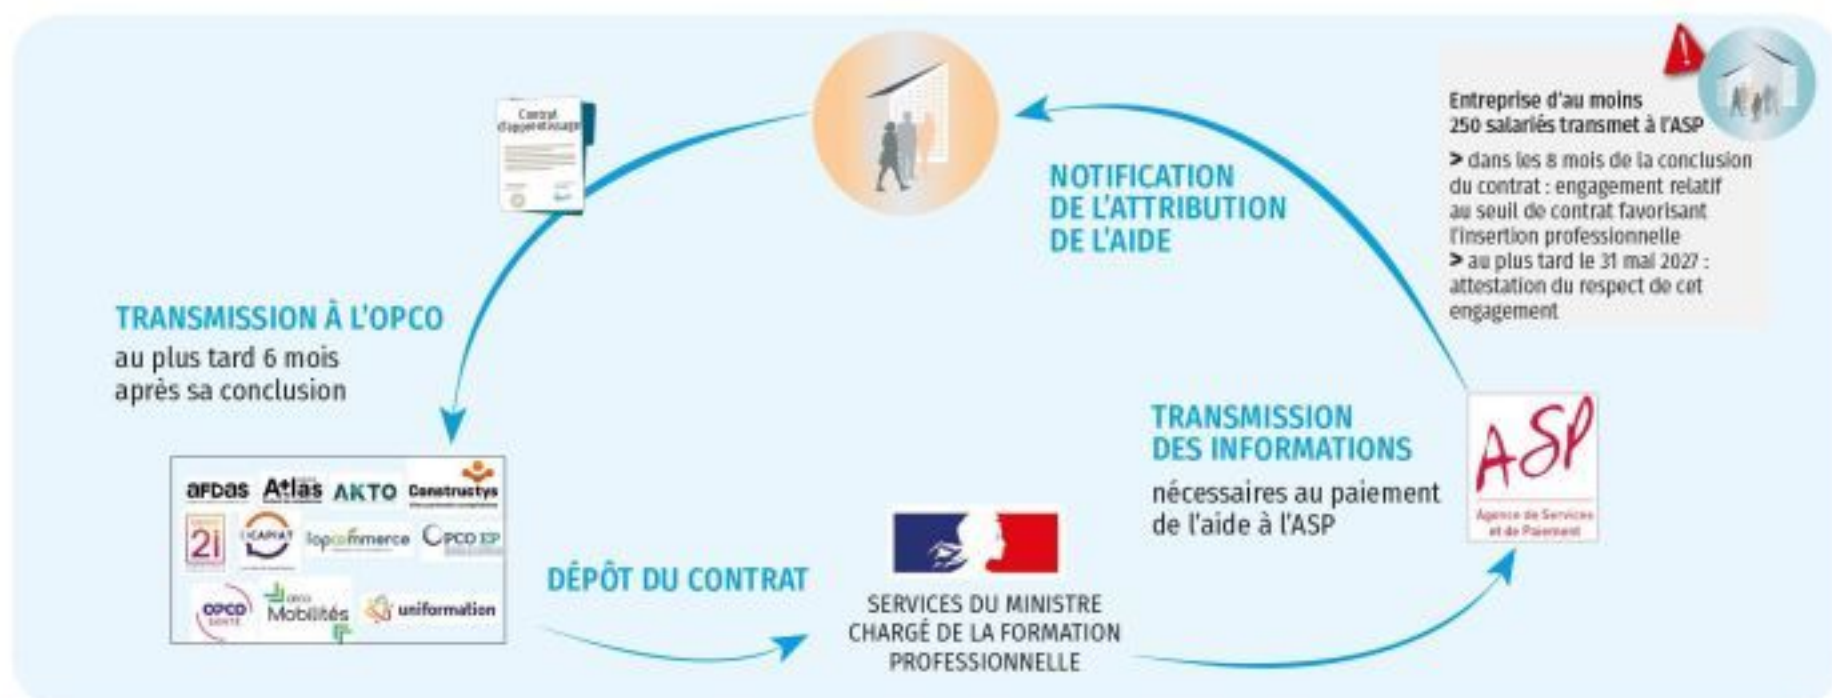 Contrat
d'apprentissage
NOTIFICATION
DE L'ATTRIBUTION
DE L'AIDE
Entreprise d'au moins
250 salariés transmet à l'ASP
> dans les 8 mois de la conclusion
du contrat : engagement relatif
au seuil de contrat favorisant
l'insertion professionnelle
> au plus tard le 31 mai 2027 :
attestation du respect de cet
engagement
TRANSMISSION À L'OPCO
au plus tard 6 mois
après sa conclusion
aFDas Atlas AKTO Constructys
2i OCAPIAT lopcommerce OPCO EP
OPCO SANTÉ opco Mobilités uniformation
DÉPÔT DU CONTRAT
SERVICES DU MINISTRE
CHARGÉ DE LA FORMATION
PROFESSIONNELLE
TRANSMISSION
DES INFORMATIONS
nécessaires au paiement
de l'aide à l'ASP
ASP
Agence de Services
et de Paiement